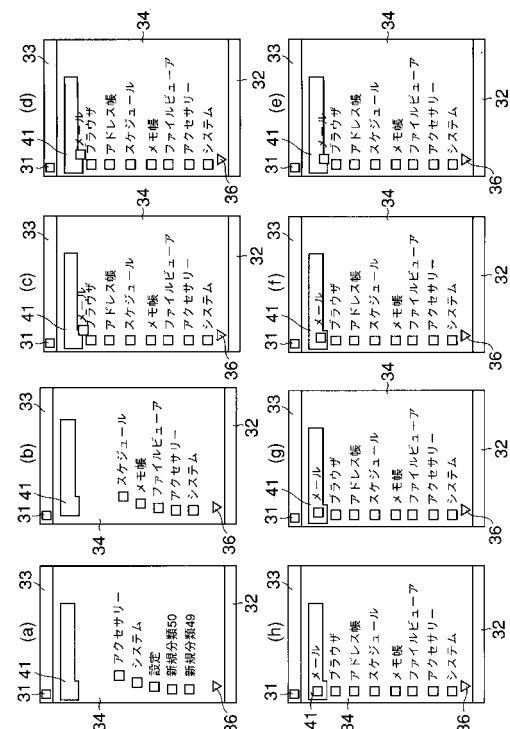 31 41 (a) 33
34
アクセサリー
システム
設定
新規分類50
新規分類49
36
32
31 41 (b) 33
34
スケジュール
メモ帳
ファイルビューア
アクセサリー
システム
36
32
31 41 (c) 33
メール
ブラウザ
アドレス帳
34
スケジュール
メモ帳
ファイルビューア
アクセサリー
システム
36
32
31 41 (d) 33
メール
ブラウザ
アドレス帳
34
スケジュール
メモ帳
ファイルビューア
アクセサリー
システム
36
32
31 (h) 33
41
メール
ブラウザ
34
アドレス帳
スケジュール
メモ帳
ファイルビューア
アクセサリー
システム
36
32
31 41 (g) 33
メール
ブラウザ
アドレス帳
34
スケジュール
メモ帳
ファイルビューア
アクセサリー
システム
36
32
31 41 (f) 33
メール
ブラウザ
アドレス帳
34
スケジュール
メモ帳
ファイルビューア
アクセサリー
システム
36
32
31 41 (e) 33
メール
ブラウザ
アドレス帳
34
スケジュール
メモ帳
ファイルビューア
アクセサリー
システム
36
32